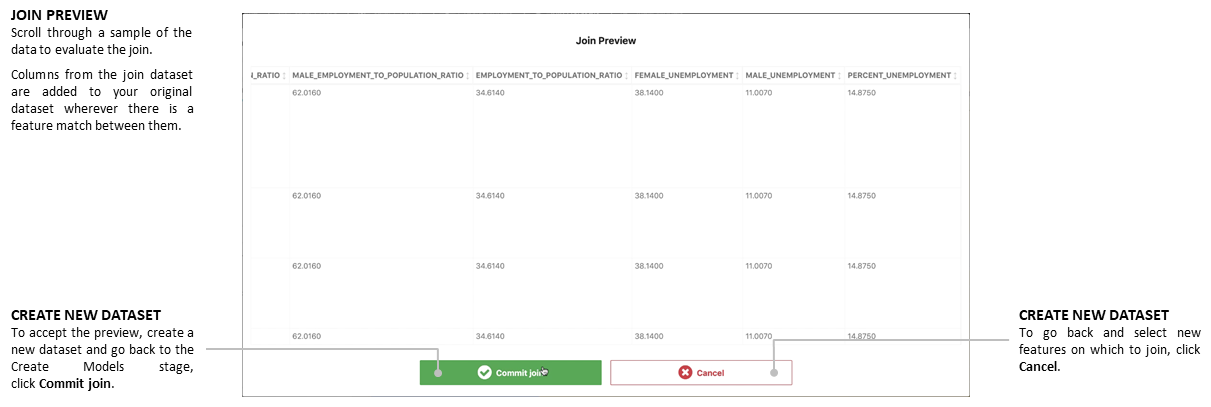 JOIN PREVIEW
Scroll through a sample of the
data to evaluate the join.
Columns from the join dataset
are added to your original
dataset wherever there is a
feature match between them.
CREATE NEW DATASET
To accept the preview, create a
new dataset and go back to the
Create Models stage,
click Commit join.
Join Preview
_RATIO MALE_EMPLOYMENT_TO_POPULATION_RATIO EMPLOYMENT_TO_POPULATION_RATIO FEMALE_UNEMPLOYMENT MALE_UNEMPLOYMENT PERCENT_UNEMPLOYMENT
62.0160 34.6140 38.1400 11.0070 14.8750
62.0160 34.6140 38.1400 11.0070 14.8750
62.0160 34.6140 38.1400 11.0070 14.8750
62.0160 34.6140 38.1400 11.0070 14.8750
Commit join Cancel
CREATE NEW DATASET
To go back and select new
features on which to join, click
Cancel.